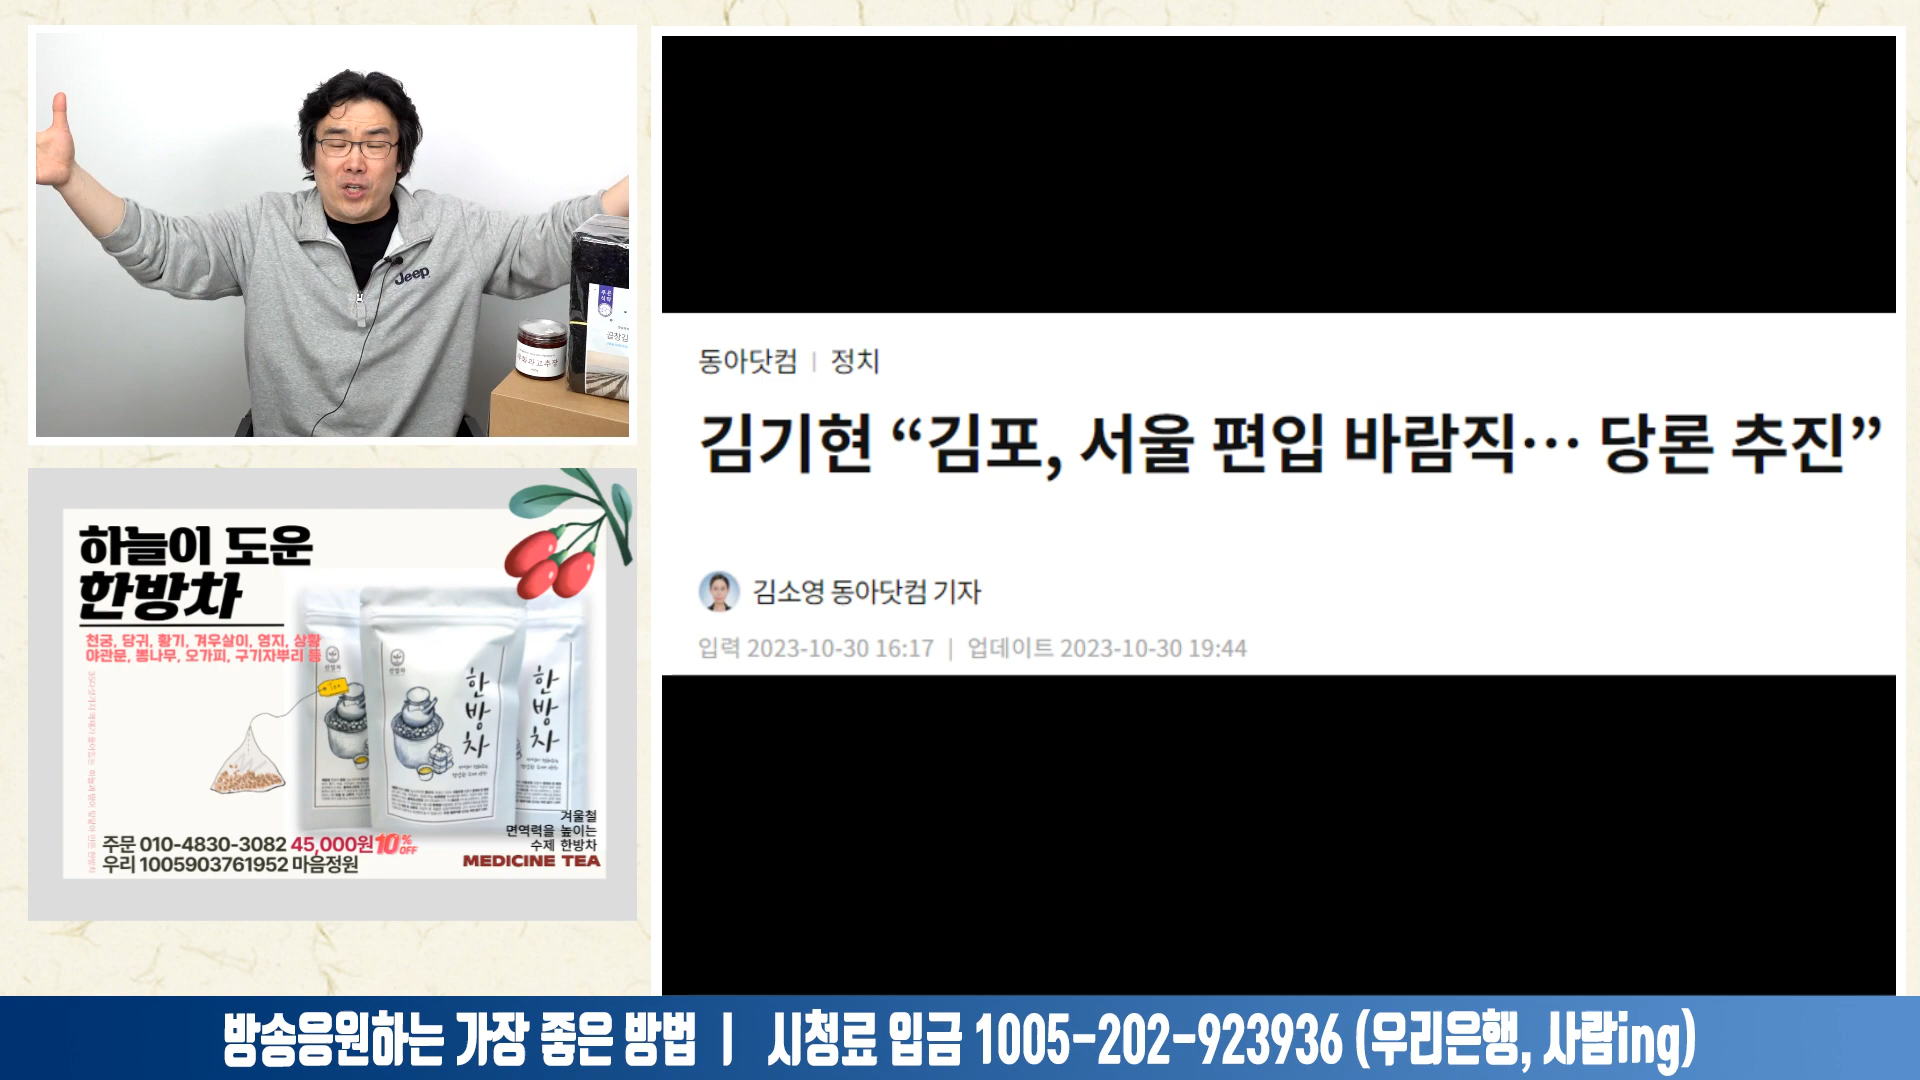 Jeep
곱창김
동아닷컴 | 정치
김기현 “김포, 서울 편입 바람직… 당론 추진”
김소영 동아닷컴 기자
입력 2023-10-30 16:17 | 업데이트 2023-10-30 19:44
하늘이 도운
한방차
천궁, 당귀, 황기, 겨우살이, 영지, 상황
야관문, 뽕나무, 오가피, 구기자뿌리 등
한방차
한방차
겨울철
면역력을 높이는
수제 한방차
MEDICINE TEA
주문 010-4830-3082 45,000원 10% OFF
우리 1005903761952 마음정원
방송응원하는 가장 좋은 방법 | 시청료 입금 1005-202-923936 (우리은행, 사람ing)